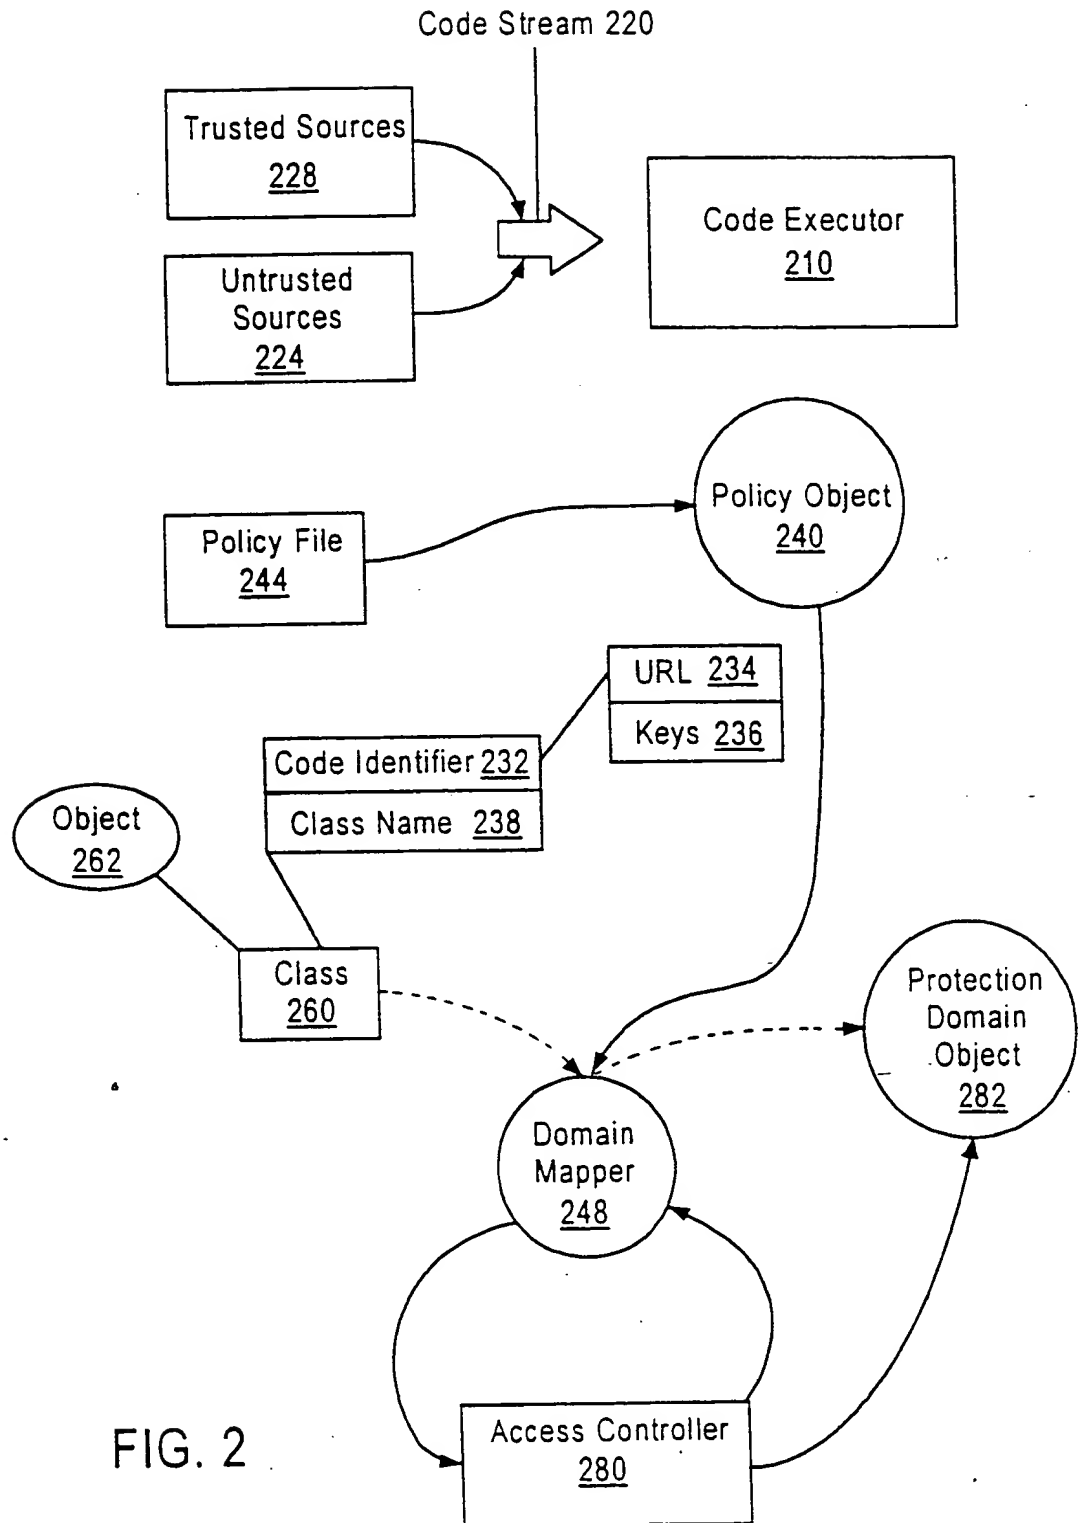 Code Stream 220
Trusted Sources
228
Code Executor
210
Untrusted
Sources
224
Policy Object
240
Policy File
244
URL 234
Keys 236
Code Identifier 232
Class Name 238
Object
262
Class
260
Protection
Domain
Object
282
Domain
Mapper
248
Access Controller
280
FIG. 2